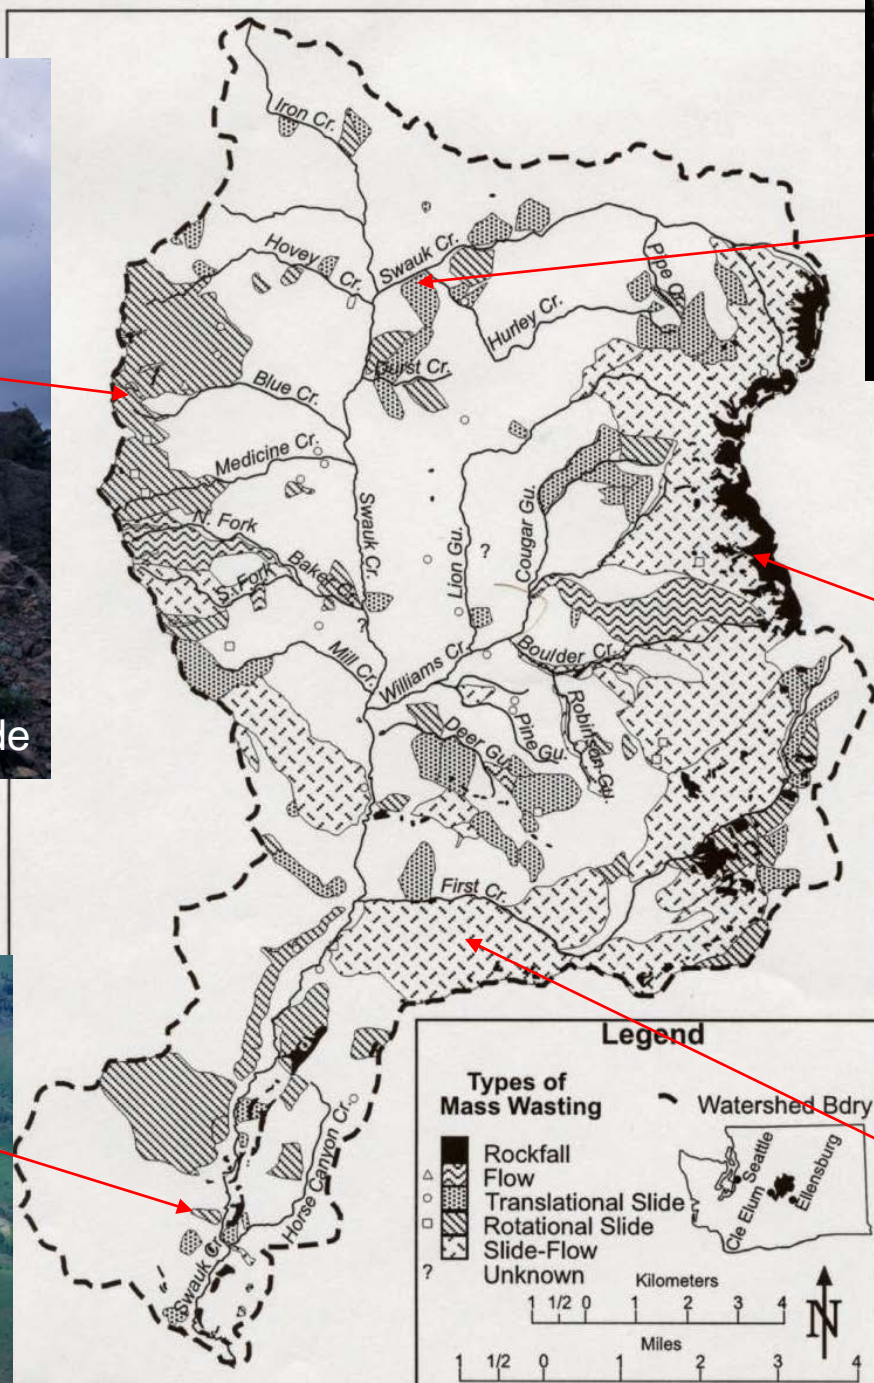 Iron Cr.
Hovey Cr.
Swauk Cr.
Pipe Cr.
Hurley Cr.
Durst Cr.
Blue Cr.
Medicine Cr.
N. Fork
Swauk Cr.
Lion Gu.
Cougar Gu.
?
S. Fork
Baker Cr.
?
Mill Cr.
Williams Cr.
Boulder Cr.
Robinson Gu.
Pine Gu.
Deer Gu.
de
First Cr.
Horse Canyon Cr.
Swauk Cr.
Legend
Types of
Mass Wasting
Watershed Bdry
Rockfall
Flow
Translational Slide
Rotational Slide
Slide-Flow
? Unknown
Seattle
Cle Elum
Ellensburg
Kilometers
1 1/2 0 1 2 3 4
Miles
1 1/2 0 1 2 3 4
N